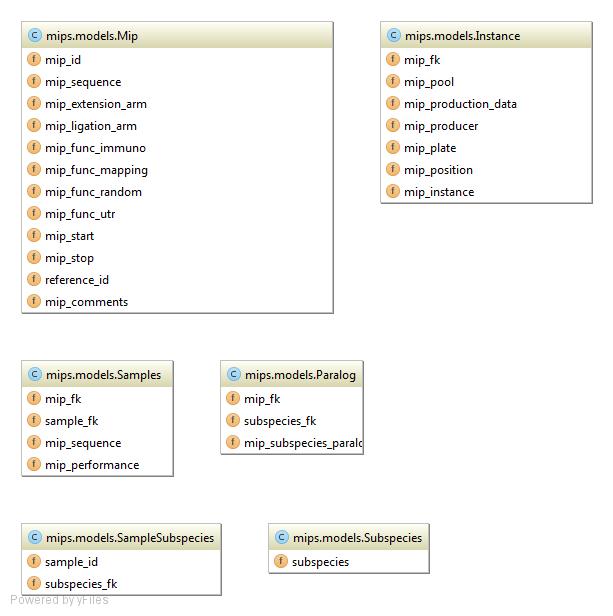 mips.models.Mip
mip_id
mip_sequence
mip_extension_arm
mip_ligation_arm
mip_func_immuno
mip_func_mapping
mip_func_random
mip_func_utr
mip_start
mip_stop
reference_id
mip_comments
mips.models.Instance
mip_fk
mip_pool
mip_production_data
mip_producer
mip_plate
mip_position
mip_instance
mips.models.Samples
mip_fk
sample_fk
mip_sequence
mip_performance
mips.models.Paralog
mip_fk
subspecies_fk
mip_subspecies_paralo
mips.models.SampleSubspecies
sample_id
subspecies_fk
mips.models.Subspecies
subspecies
Powered by yFiles